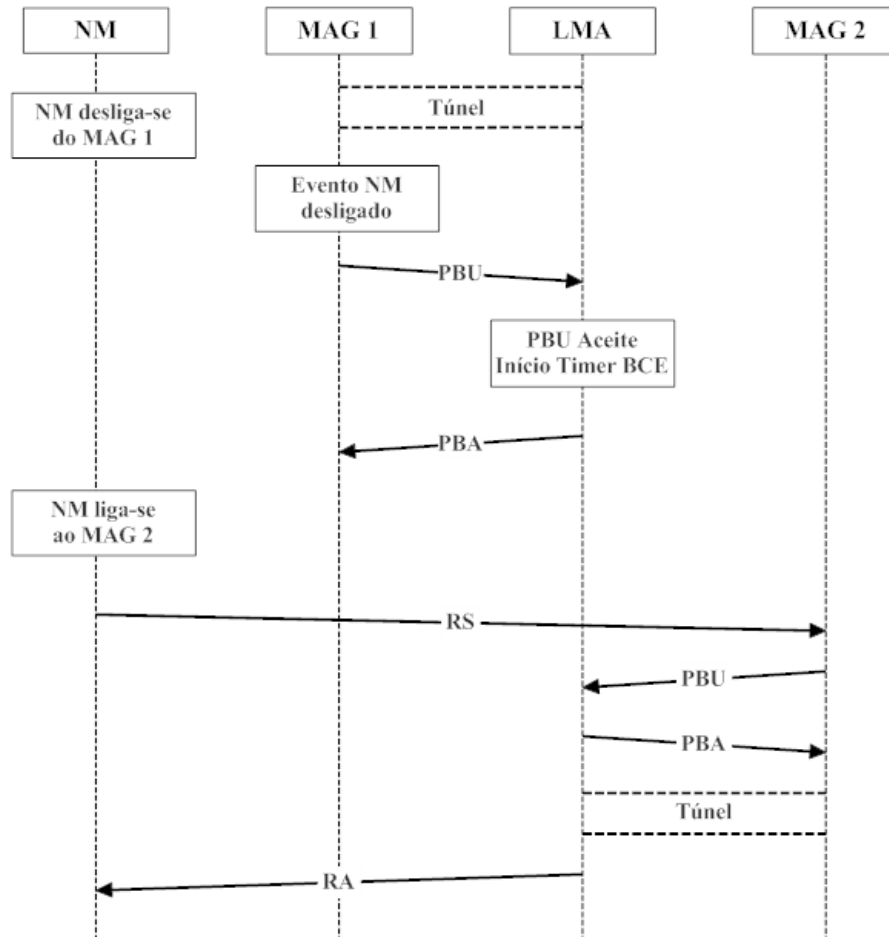 NM
MAG 1
LMA
MAG 2
NM desliga-se
do MAG 1
Túnel
Evento NM
desligado
PBU
PBU Aceite
Início Timer BCE
PBA
NM liga-se
ao MAG 2
RS
PBU
PBA
Túnel
RA